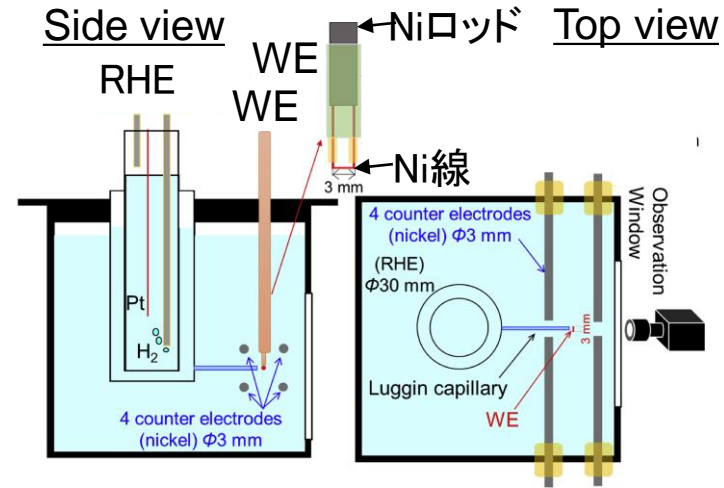 Side view
Niロッド
Top view
WE
RHE
WE
Ni線
3 mm
4 counter electrodes
(nickel) Φ3 mm
(RHE)
Φ30 mm
Observation
Window
Pt
H2
3 mm
Luggin capillary
WE
4 counter electrodes
(nickel) Φ3 mm